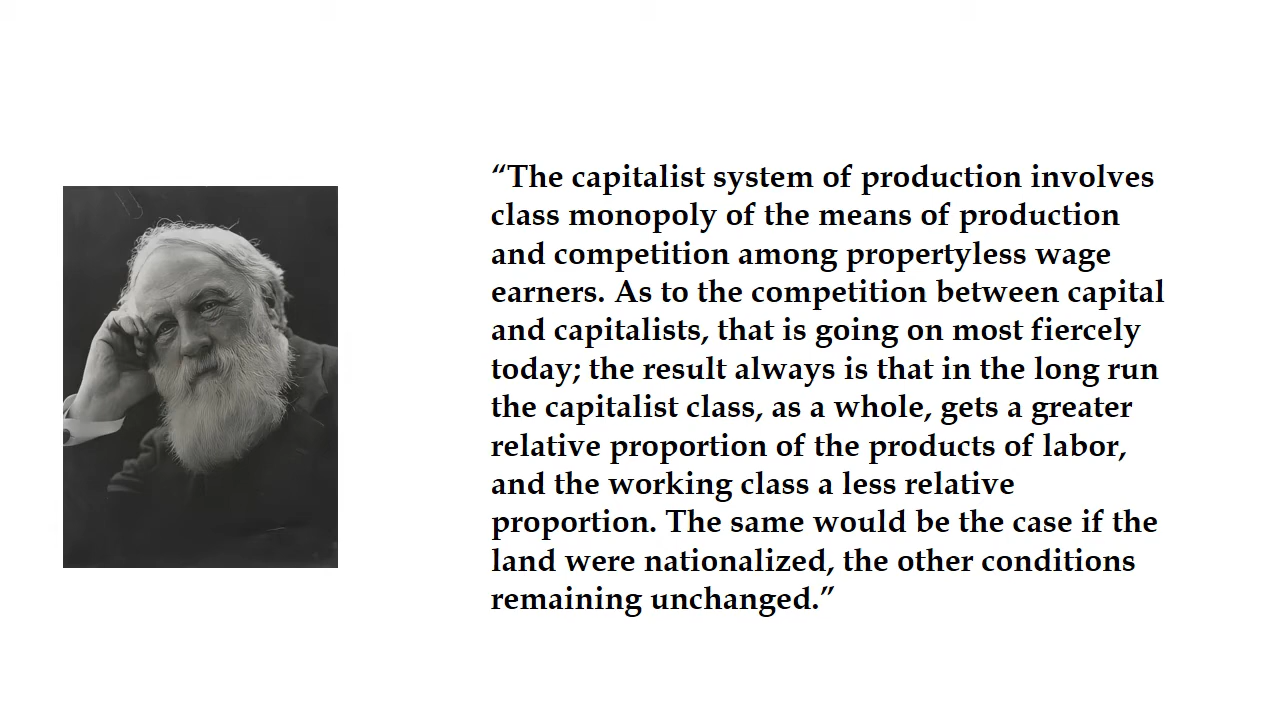 “The capitalist system of production involves
class monopoly of the means of production
and competition among propertyless wage
earners. As to the competition between capital
and capitalists, that is going on most fiercely
today; the result always is that in the long run
the capitalist class, as a whole, gets a greater
relative proportion of the products of labor,
and the working class a less relative
proportion. The same would be the case if the
land were nationalized, the other conditions
remaining unchanged.”